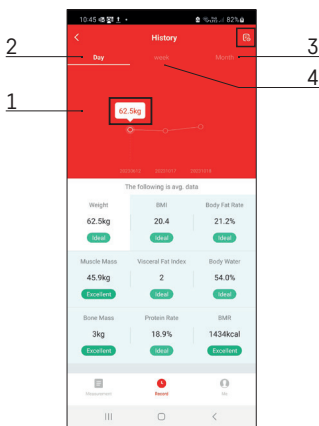 10.45
82%
History
2
3
Day
week
Month
4
1
62.5kg
The following is avg. data
Weight
BMI
Body Fat Rate
62.5kg
20.4
21.2%
Ideal
Ideal
Ideal
Muscle Mass
Visceral Fat Index
Body Water
45.9kg
2
54.0%
Excellent
Ideal
Ideal
Bone Mass
Protein Rate
BMR
3kg
18.9%
1434kcal
Excellent
Ideal
Excellent
Measurement
Recent
Me